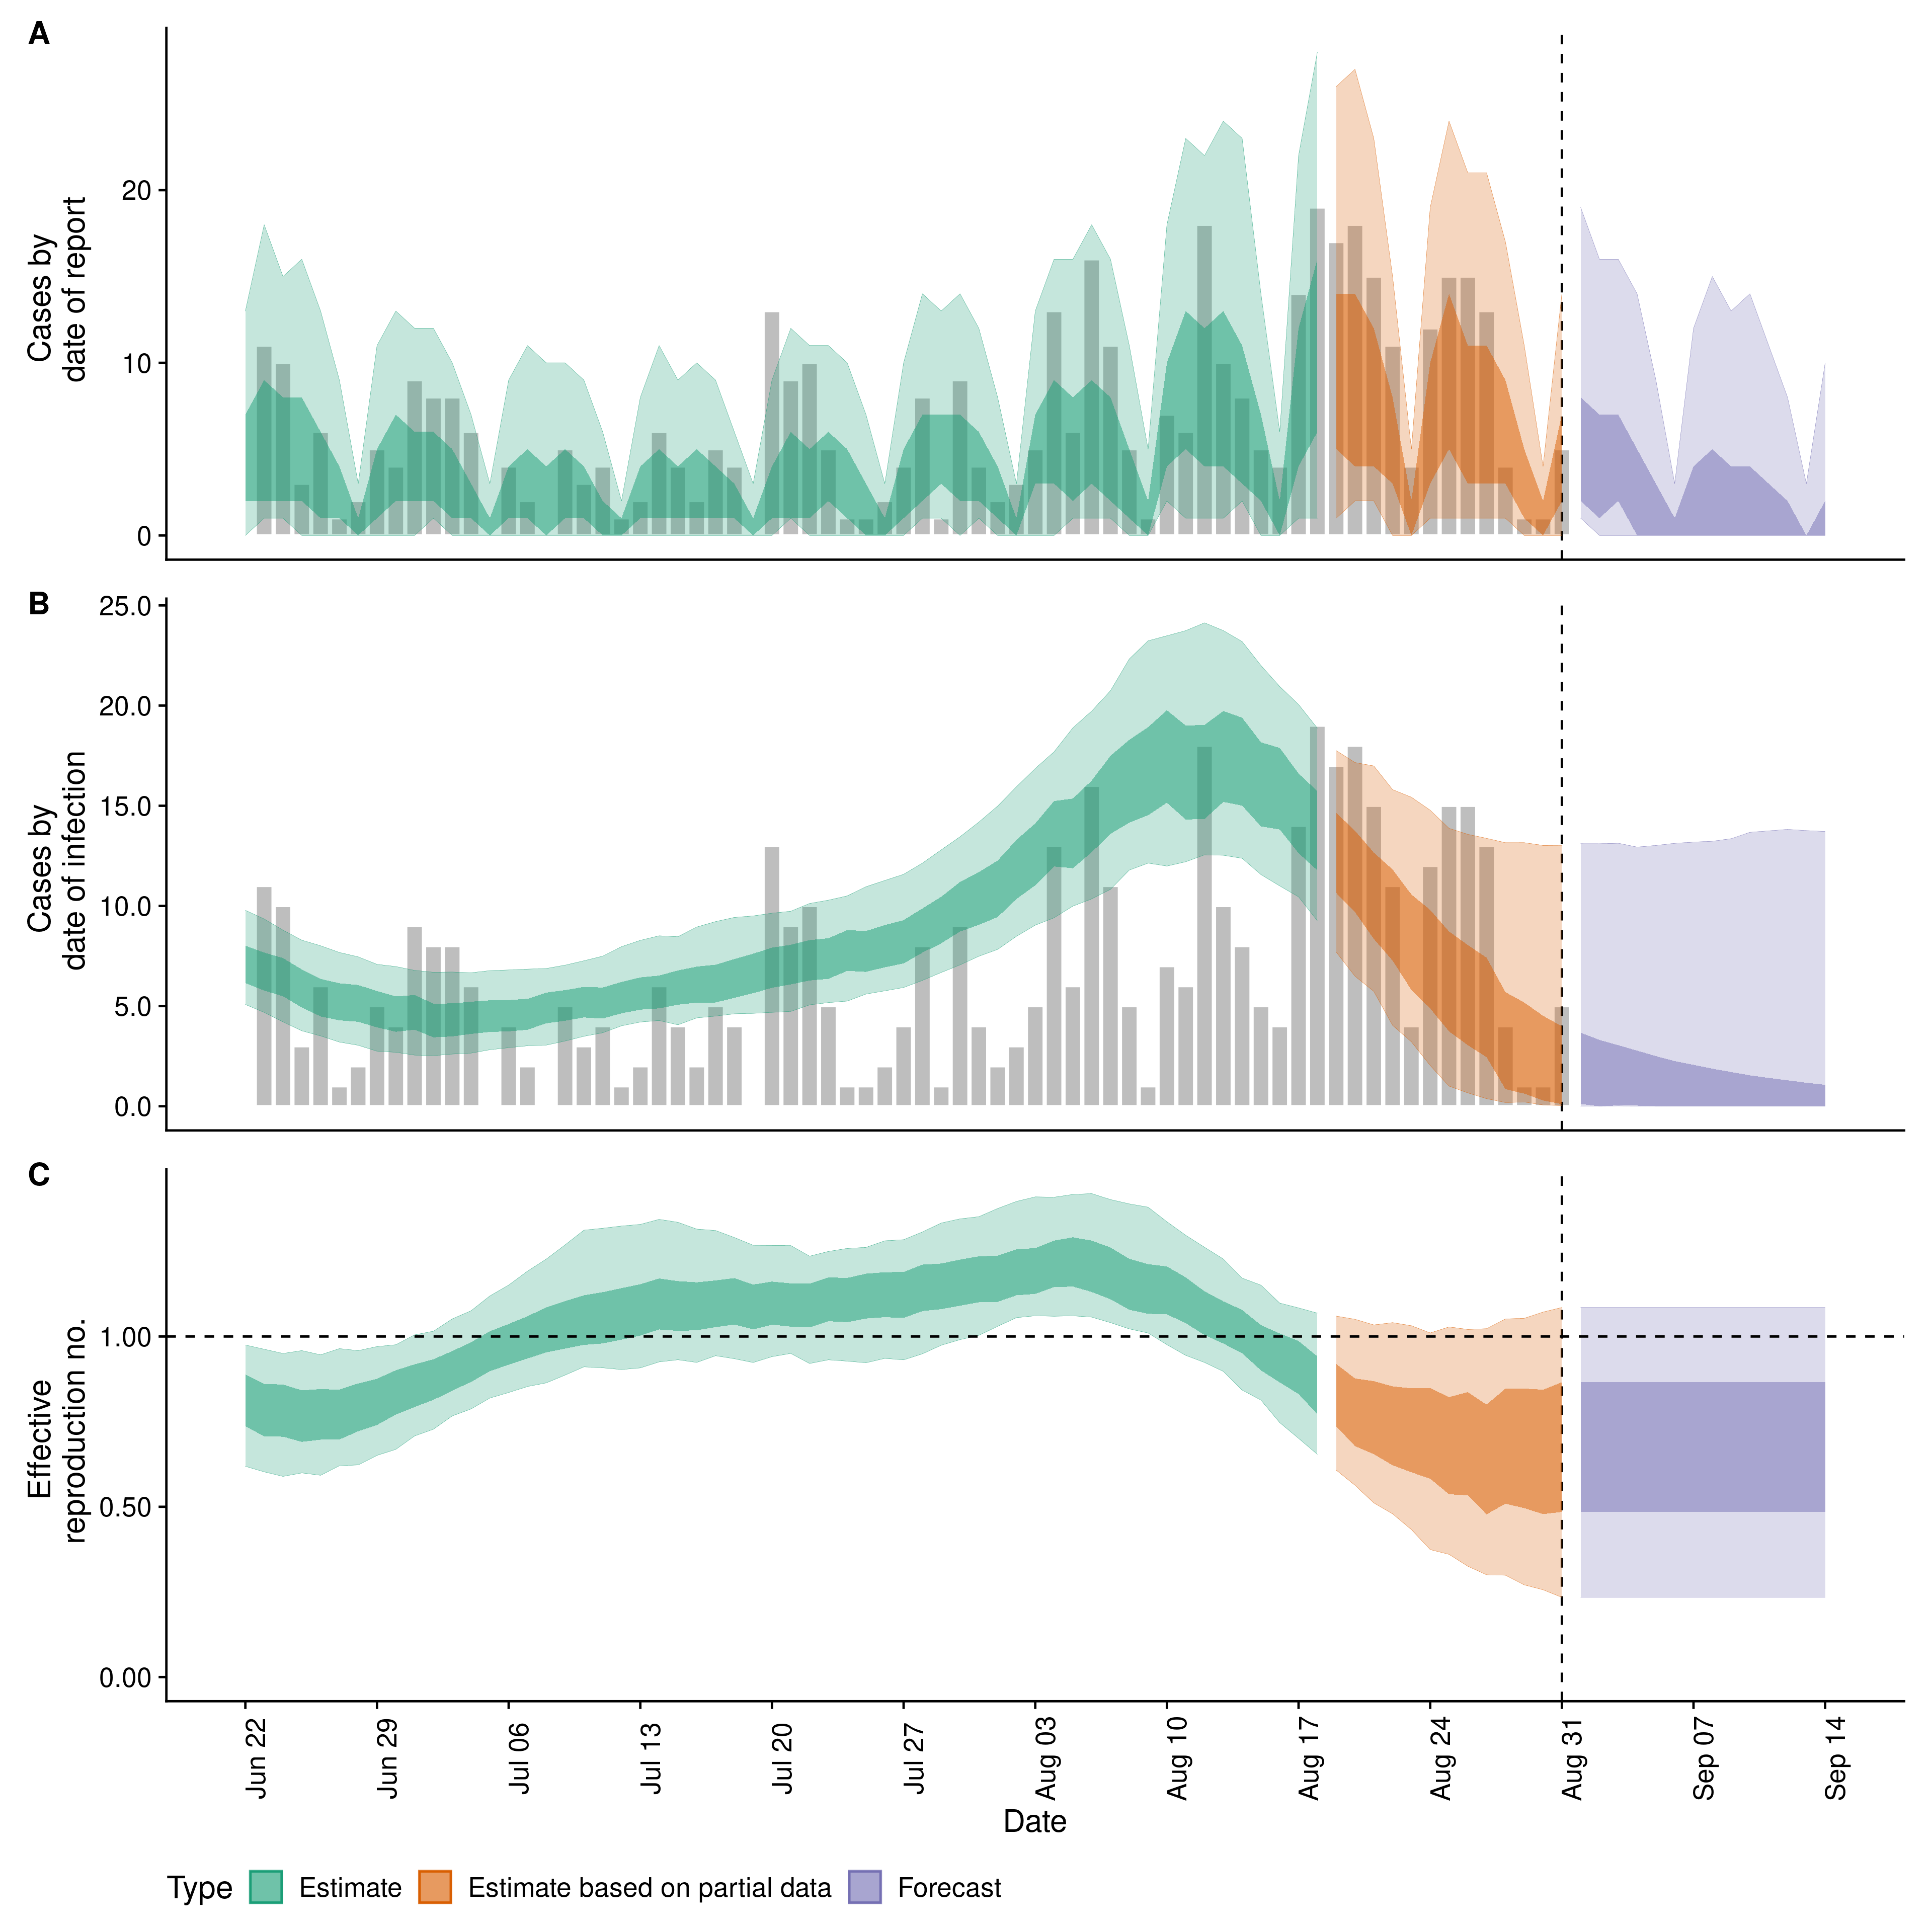 A
Cases by
date of report
20
10
0
B
Cases by
date of infection
25.0
20.0
15.0
10.0
5.0
0.0
C
Effective
reproduction no.
1.00
0.50
0.00
Jun 22
Jun 29
Jul 06
Jul 13
Jul 20
Jul 27
Aug 03
Aug 10
Aug 17
Aug 24
Aug 31
Sep 07
Sep 14
Date
Type Estimate Estimate based on partial data Forecast